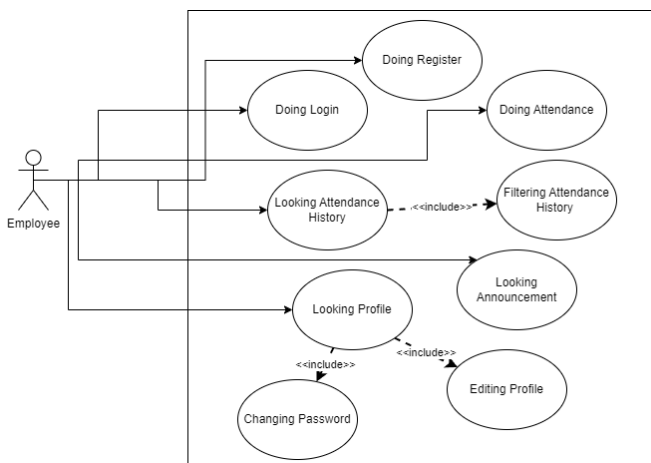 Doing Register
Doing Login
Doing Attendance
Employee
Looking Attendance
History
<<include>>
Filtering Attendance
History
Looking
Announcement
Looking Profile
<<include>>
<<include>>
Editing Profile
Changing Password